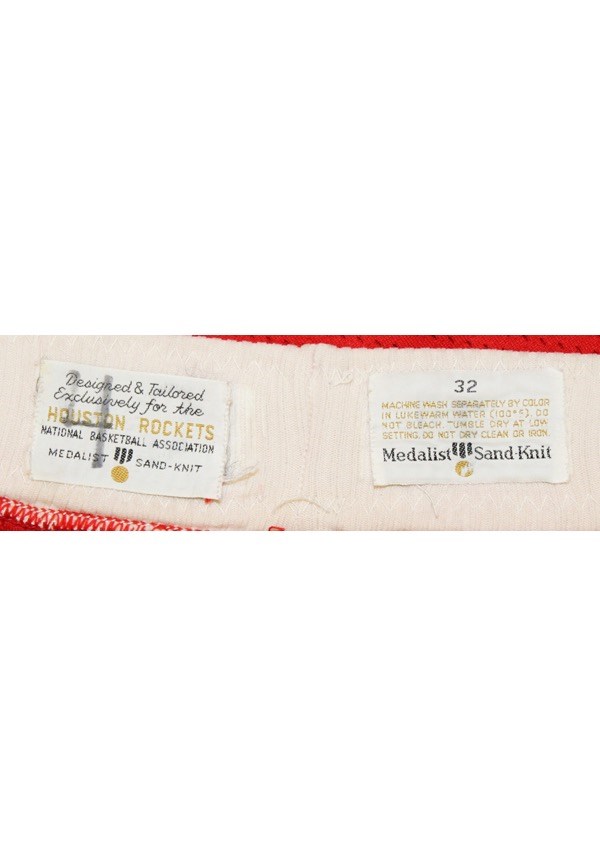 Designed & Tailored
Exclusively for the
HOUSTON ROCKETS
NATIONAL BASKETBALL ASSOCIATION
MEDALIST SAND-KNIT
32
MACHINE WASH SEPARATELY BY COLOR
IN LUKEWARM WATER (100°F). DO
NOT BLEACH. TUMBLE DRY AT LOW
SETTING. DO NOT DRY CLEAN OR IRON.
Medalist Sand-Knit